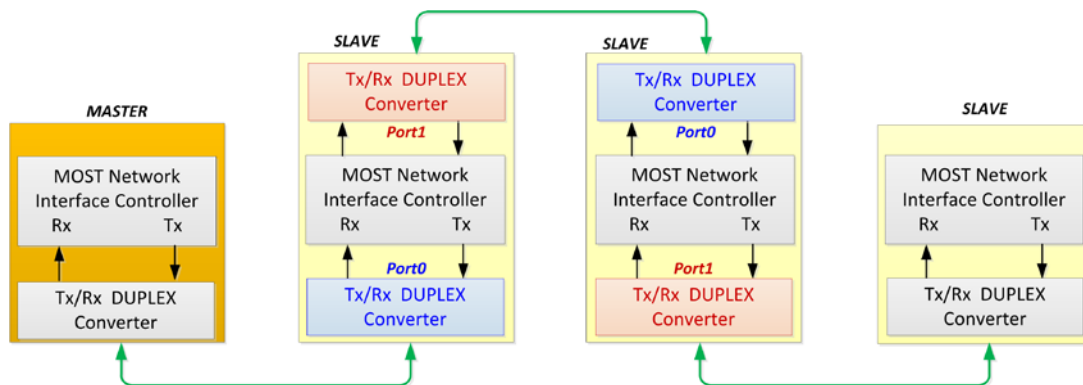 MASTER
MOST Network
Interface Controller
Rx Tx
Tx/Rx DUPLEX
Converter
SLAVE
Tx/Rx DUPLEX
Converter
Port1
MOST Network
Interface Controller
Rx Tx
Port0
Tx/Rx DUPLEX
Converter
SLAVE
Tx/Rx DUPLEX
Converter
Port0
MOST Network
Interface Controller
Rx Tx
Port1
Tx/Rx DUPLEX
Converter
SLAVE
MOST Network
Interface Controller
Rx Tx
Tx/Rx DUPLEX
Converter